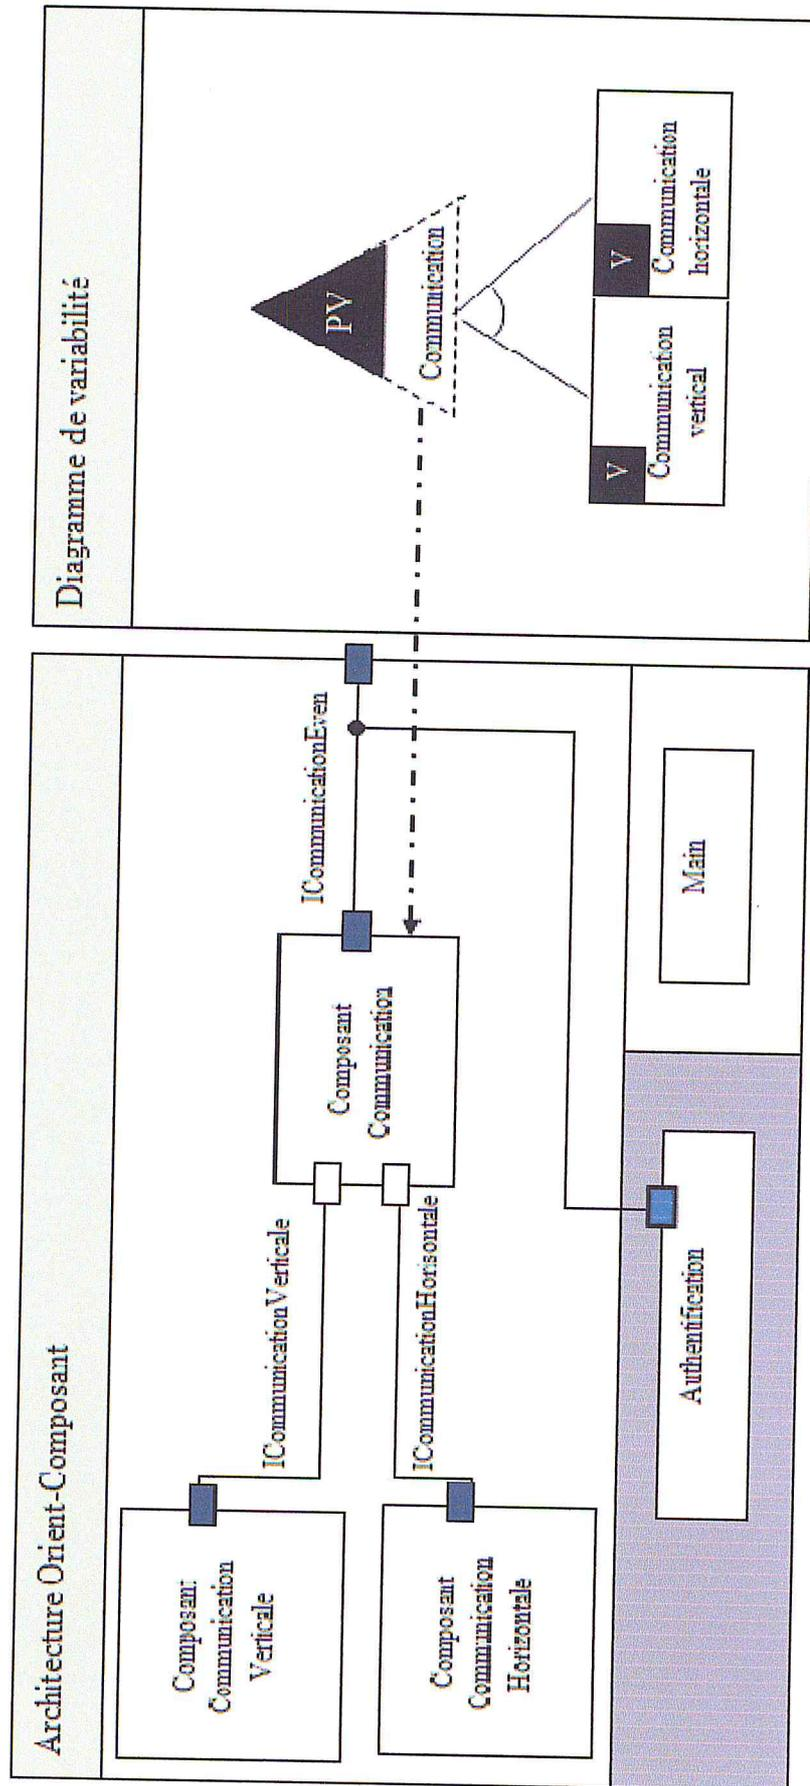 Architecture Orient-Composant
Composant
Communication
Verticale
ICommunicationVerticale
Composant
Communication
Horizontale
ICommunicationHorisontale
Composant
Communication
ICommunicationEven
Authentification
Main
Diagramme de variabilité
PV
Communication
V
Communication
vertical
V
Communication
horizontale